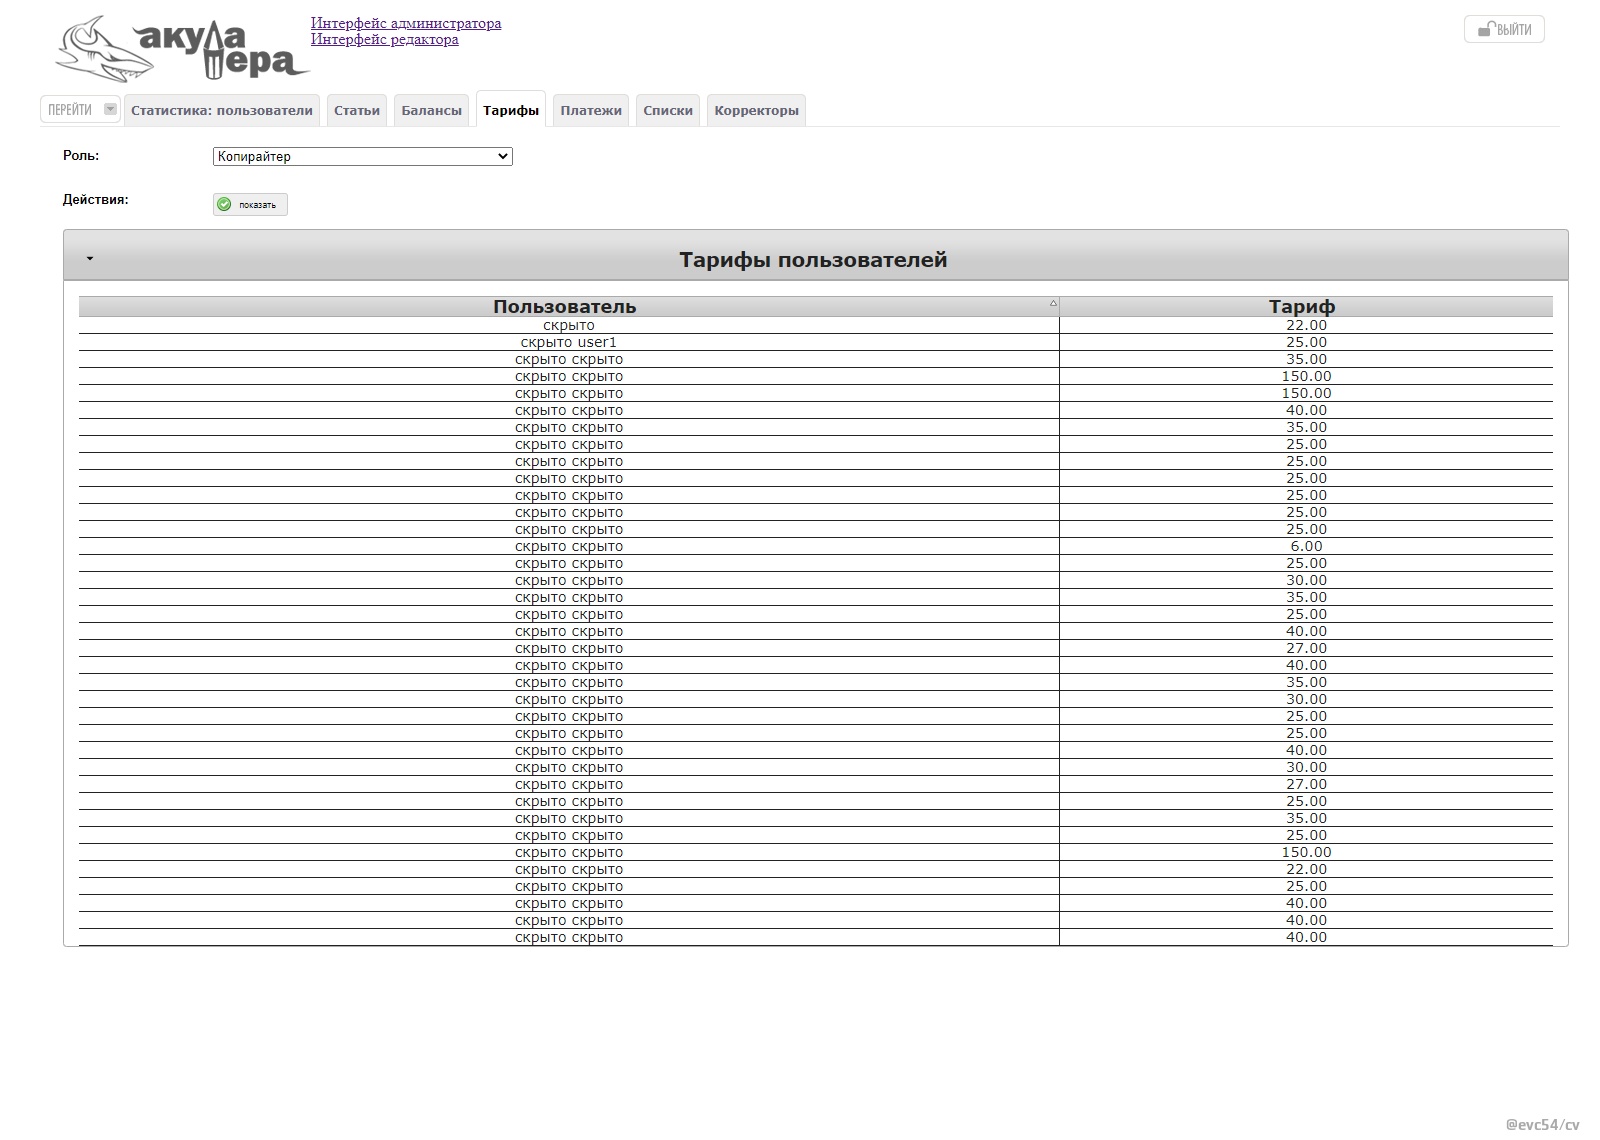 акула пера
Интерфейс администратора
Интерфейс редактора
ВЫЙТИ
ПЕРЕЙТИ Статистика: пользователи Статьи Балансы Тарифы Платежи Списки Корректоры
Роль: Копирайтер
Действия: показать
Тарифы пользователей
Пользователь Тариф
скрыто 22.00
скрыто user1 25.00
скрыто скрыто 35.00
скрыто скрыто 150.00
скрыто скрыто 150.00
скрыто скрыто 40.00
скрыто скрыто 35.00
скрыто скрыто 25.00
скрыто скрыто 25.00
скрыто скрыто 25.00
скрыто скрыто 25.00
скрыто скрыто 25.00
скрыто скрыто 25.00
скрыто скрыто 6.00
скрыто скрыто 25.00
скрыто скрыто 30.00
скрыто скрыто 35.00
скрыто скрыто 25.00
скрыто скрыто 40.00
скрыто скрыто 27.00
скрыто скрыто 40.00
скрыто скрыто 35.00
скрыто скрыто 30.00
скрыто скрыто 25.00
скрыто скрыто 25.00
скрыто скрыто 40.00
скрыто скрыто 30.00
скрыто скрыто 27.00
скрыто скрыто 25.00
скрыто скрыто 35.00
скрыто скрыто 25.00
скрыто скрыто 150.00
скрыто скрыто 22.00
скрыто скрыто 25.00
скрыто скрыто 40.00
скрыто скрыто 40.00
скрыто скрыто 40.00
@evc54/cv